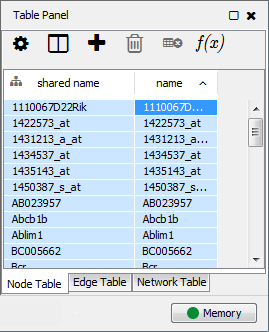 Table Panel
f(x)
shared name name
1110067D22Rik 1110067D...
1422573_at 1422573_at
1431213_a_at 1431213_a...
1434537_at 1434537_at
1435143_at 1435143_at
1450387_s_at 1450387_s...
AB023957 AB023957
Abcb1b Abcb1b
Ablim1 Ablim1
BC005662 BC005662
Bcr Bcr
Node Table Edge Table Network Table
Memory